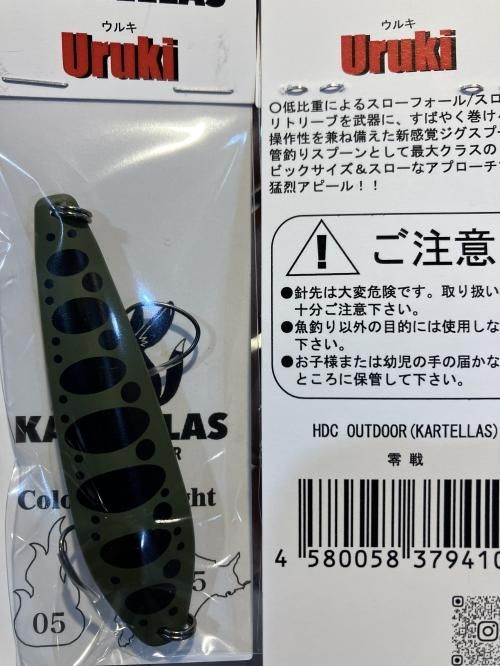 ウルキ
Uruki
05
ウルキ
Uruki
〇低比重によるスローフォール/スロ
リトリーブを武器に、すばやく巻ける
操作性を兼ね備えた新感覚ジグスプ
管釣りスプーンとして最大クラスの
ビックサイズ&スローなアプローチで
猛烈アピール!!
ご注意
●針先は大変危険です。取り扱い
十分ご注意下さい。
●魚釣り以外の目的には使用しな
下さい。
●お子様または幼児の手の届かな
ところに保管して下さい。
HDC OUTDOOR(KARTELLAS)
零戦
4 580058 379410